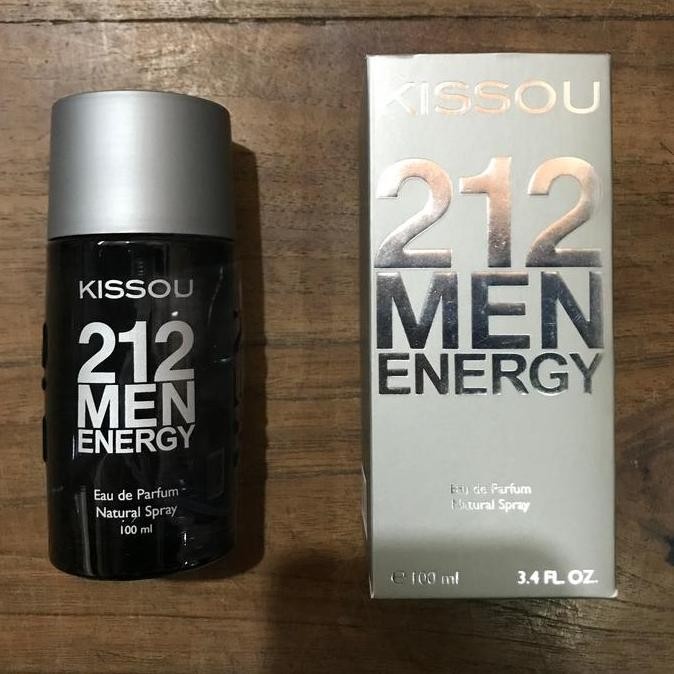 KISSOU
212
MEN
ENERGY
Eau de Parfum
Natural Spray
100 ml
KISSOU
212
MEN
ENERGY
Eau de Parfum
Natural Spray
℮ 100 ml 3.4 FL. OZ.